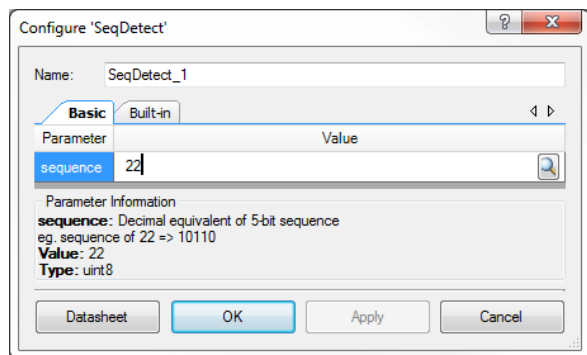 Configure 'SeqDetect'
Name: SeqDetect_1
Basic Built-in
Parameter Value
sequence 22
Parameter Information
sequence: Decimal equivalent of 5-bit sequence
eg. sequence of 22 => 10110
Value: 22
Type: uint8
Datasheet OK Apply Cancel